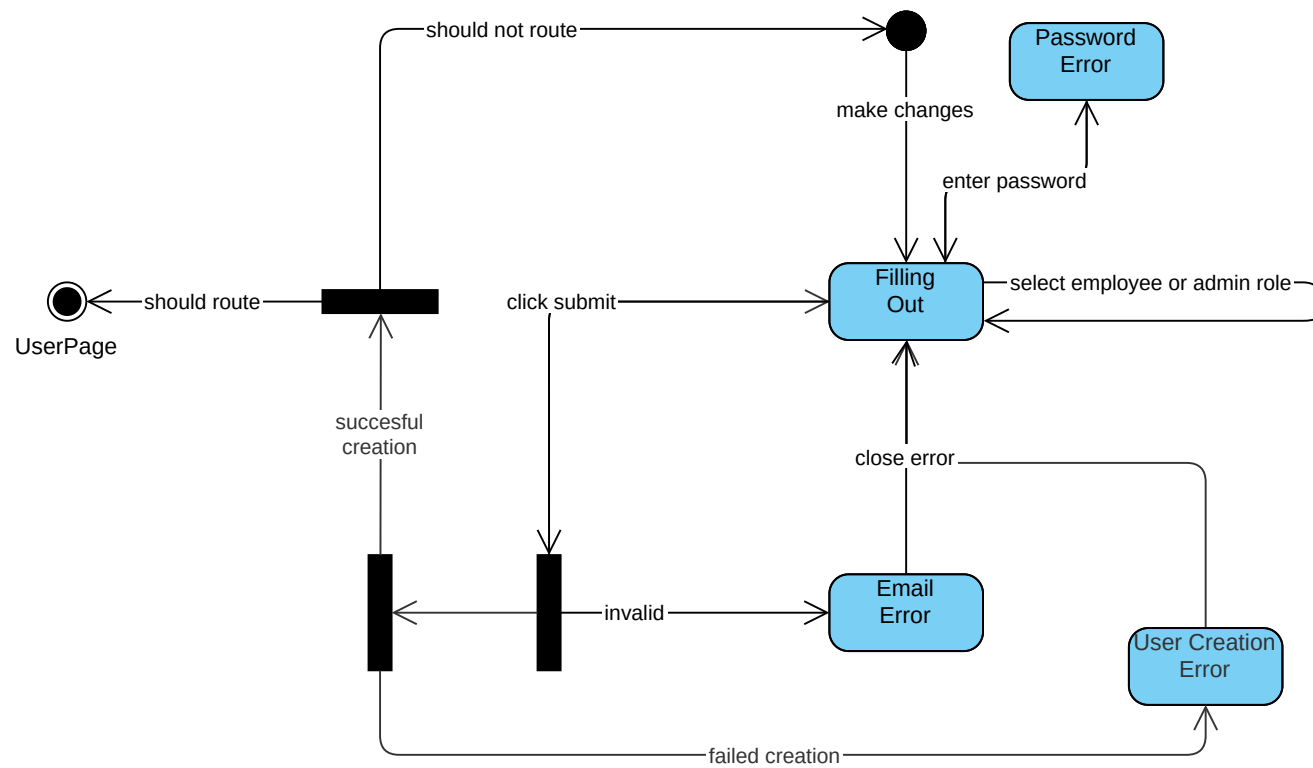 should not route
Password
Error
make changes
enter password
Filling
Out
select employee or admin role
should route
click submit
UserPage
succesful
creation
close error
Email
Error
invalid
User Creation
Error
failed creation